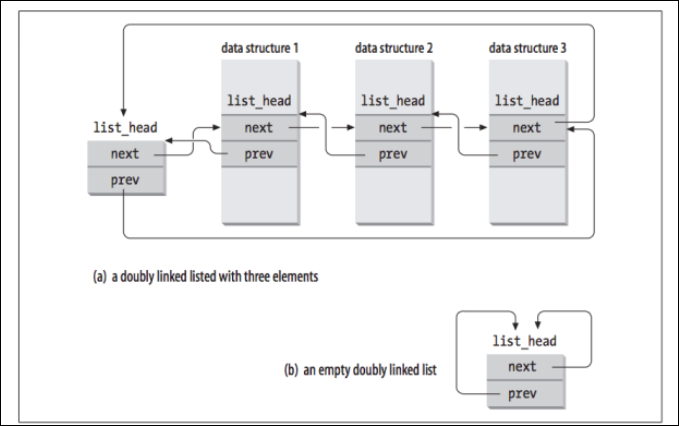 data structure 1
data structure 2
data structure 3
list_head
list_head
list_head
list_head
next
next
next
next
prev
prev
prev
prev
(a) a doubly linked listed with three elements
list_head
(b) an empty doubly linked list
next
prev